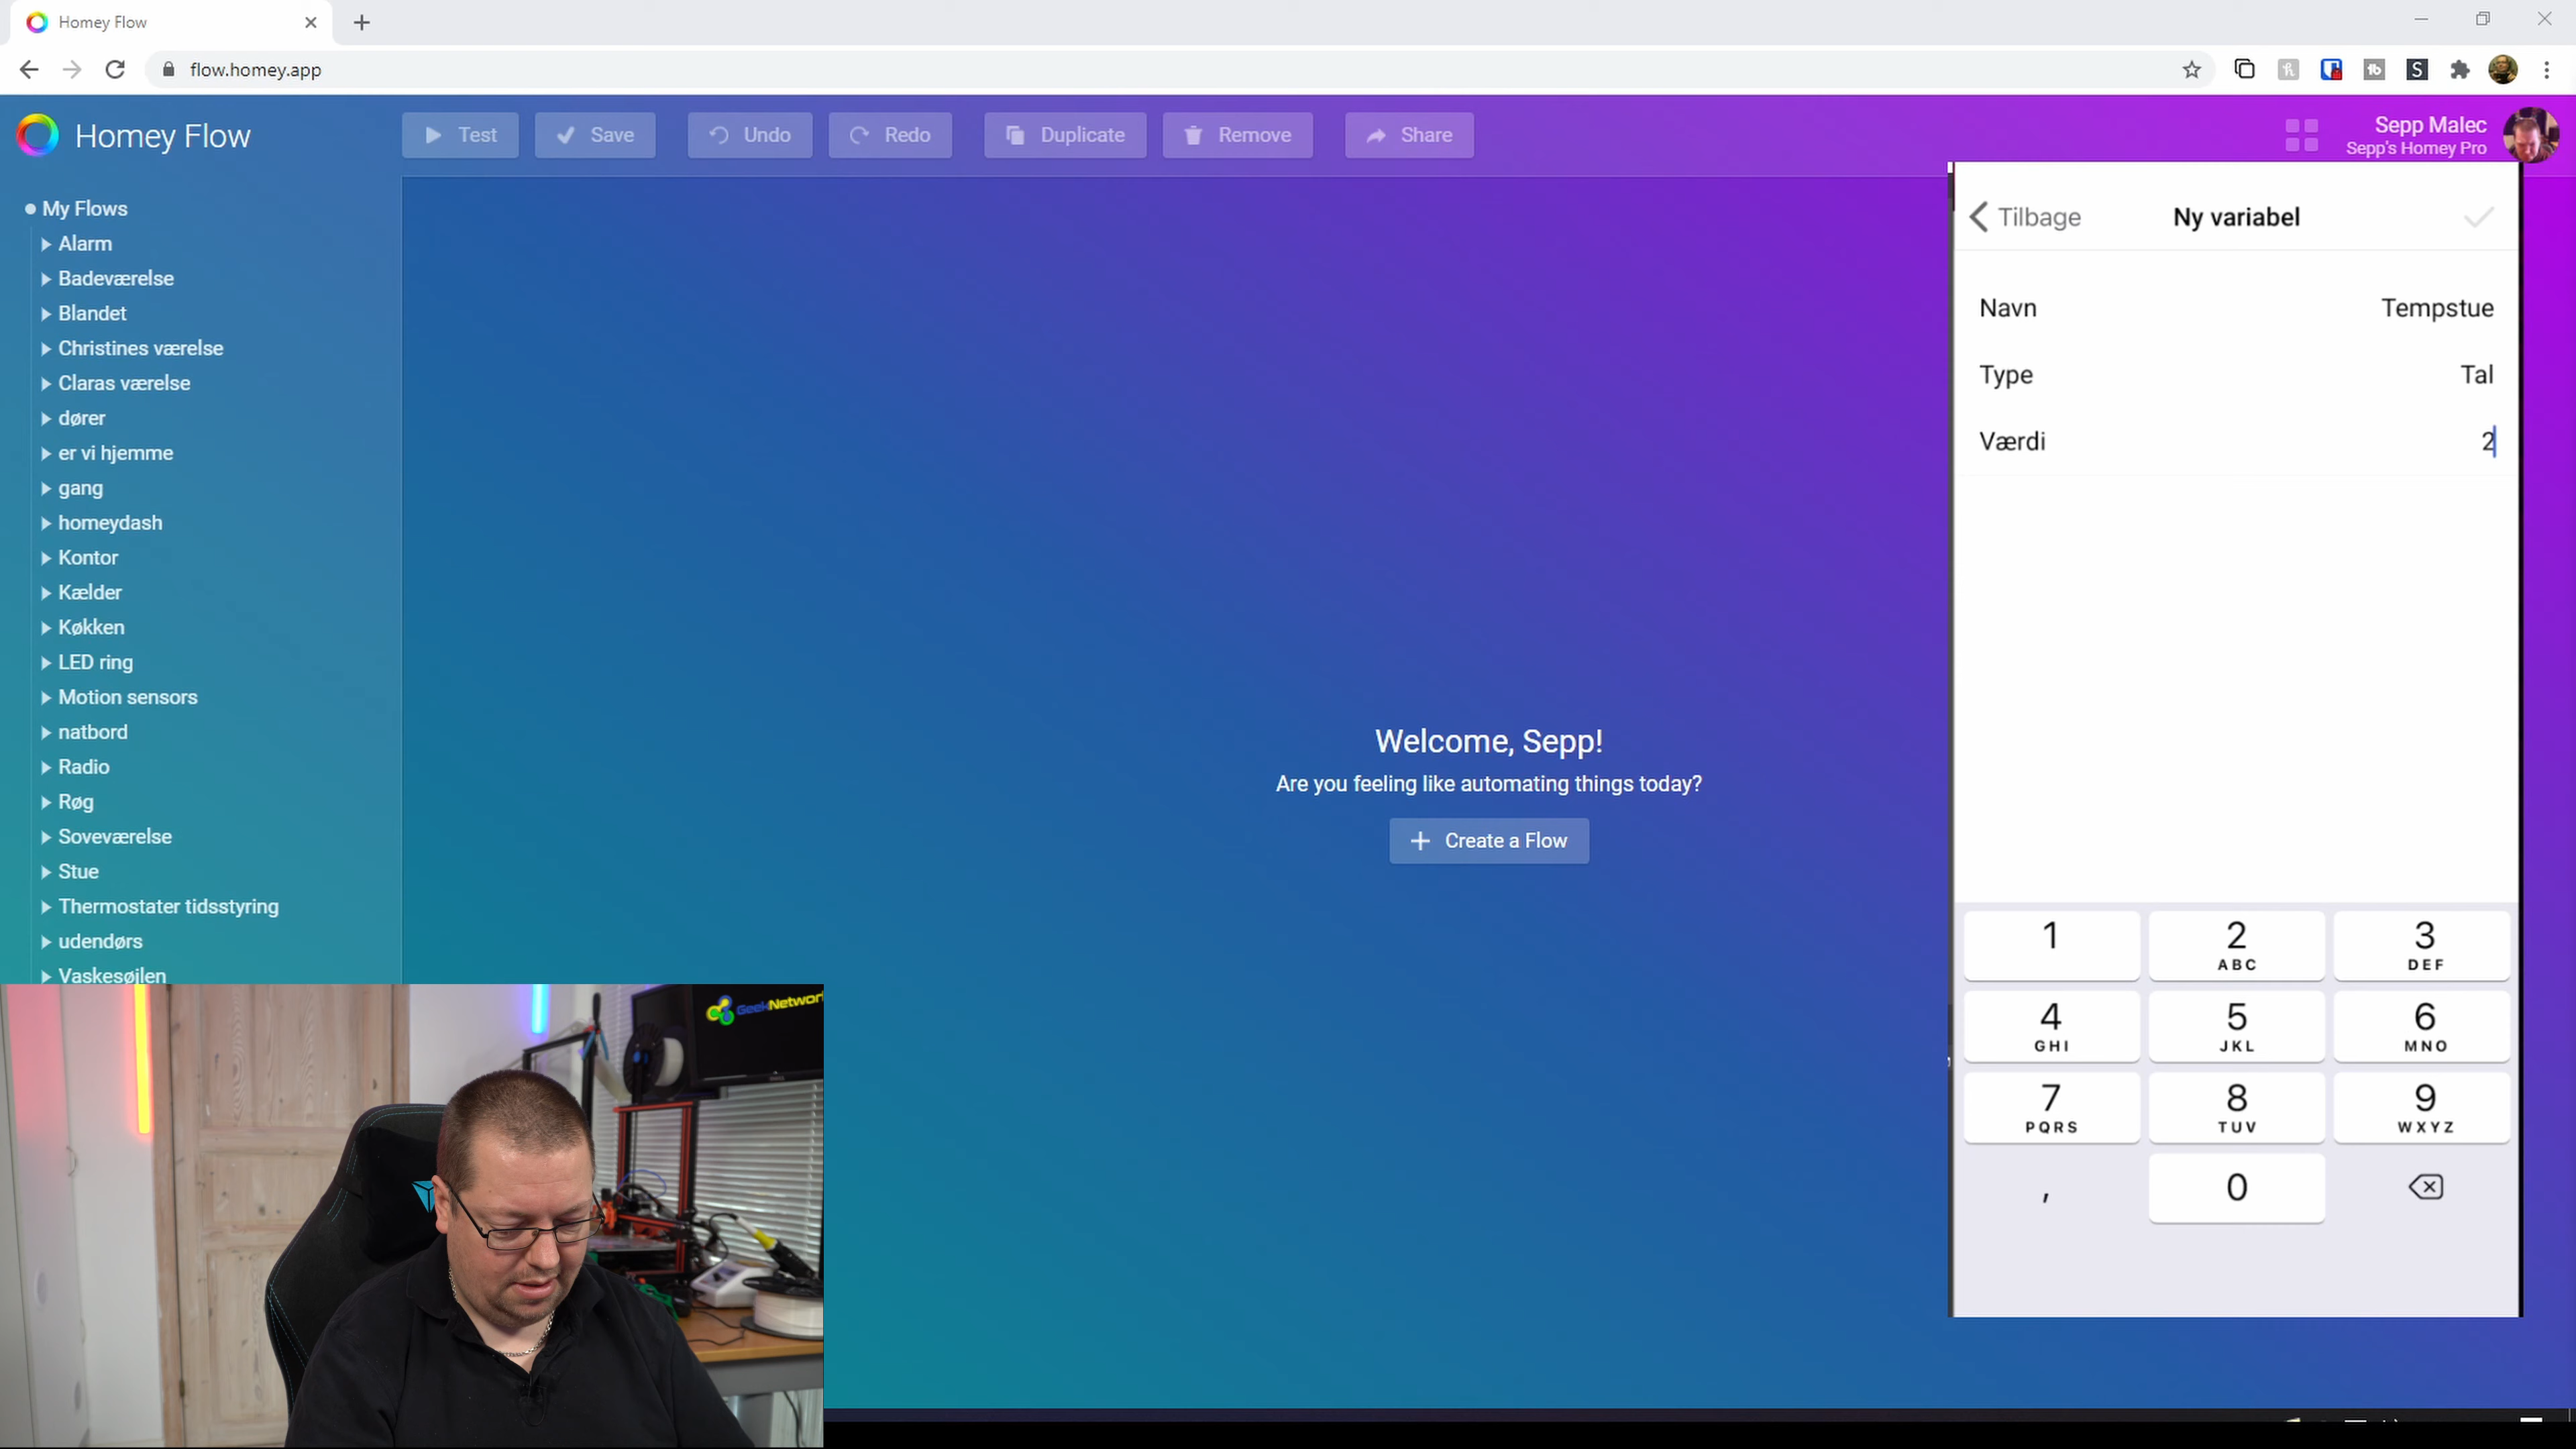 Homey Flow
flow.homey.app
Homey Flow
Test
Save
Undo
Redo
Duplicate
Remove
Share
Sepp Malec
Sepp's Homey Pro
My Flows
Alarm
Badeværelse
Blandet
Christines værelse
Claras værelse
dører
er vi hjemme
gang
homeydash
Kontor
Kælder
Køkken
LED ring
Motion sensors
natbord
Radio
Røg
Soveværelse
Stue
Thermostater tidsstyring
udendørs
Vaskesøjlen
Welcome, Sepp!
Are you feeling like automating things today?
Create a Flow
Tilbage
Ny variabel
Navn Tempstue
Type Tal
Værdi 2
1 2 3
ABC DEF
4 5 6
GHI JKL MNO
7 8 9
PQRS TUV WXYZ
, 0
GeekNetwor